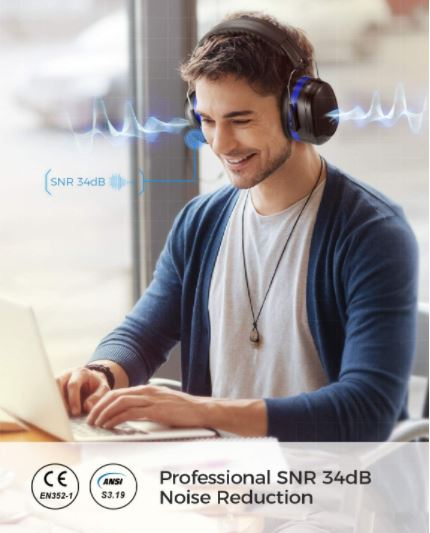 SNR 34dB
CE
EN352-1
ANSI
S3.19
Professional SNR 34dB
Noise Reduction